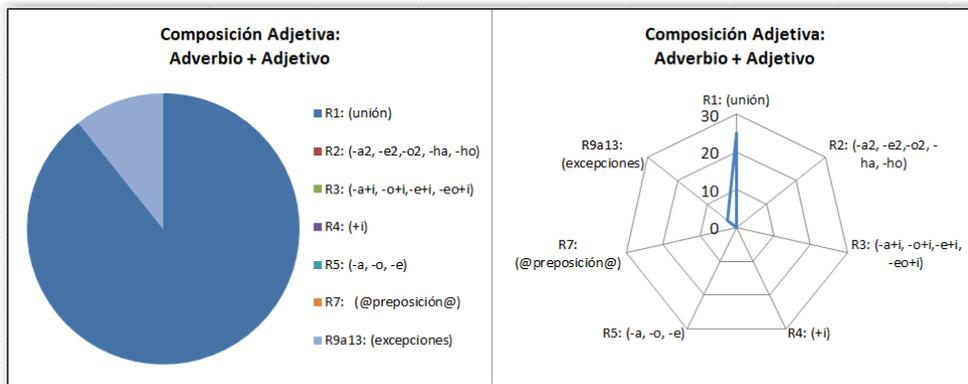 Composición Adjetiva:
Adverbio + Adjetivo
R1: (unión)
R2: (-a2, -e2,-o2, -ha, -ho)
R3: (-a+i, -o+i,-e+i, -eo+i)
R4: (+i)
R5: (-a, -o, -e)
R7: (@preposición@)
R9a13: (excepciones)
Composición Adjetiva:
Adverbio + Adjetivo
R1: (unión)
30
20
10
0
R2: (-a2, -e2,-o2, -
ha, -ho)
R3: (-a+i, -o+i,-e+i,
-eo+i)
R4: (+i)
R5: (-a, -o, -e)
R7:
(@preposición@)
R9a13:
(excepciones)